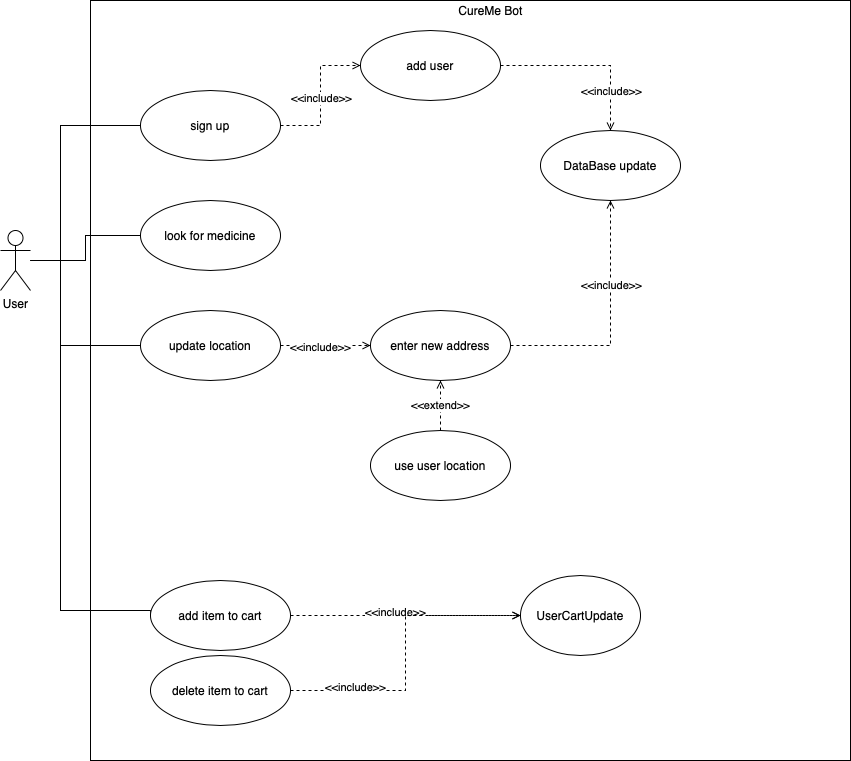 CureMe Bot
add user
<<include>>
<<include>>
sign up
DataBase update
look for medicine
<<include>>
User
update location
<<include>>
enter new address
<<extend>>
use user location
add item to cart
<<include>>
UserCartUpdate
delete item to cart
<<include>>